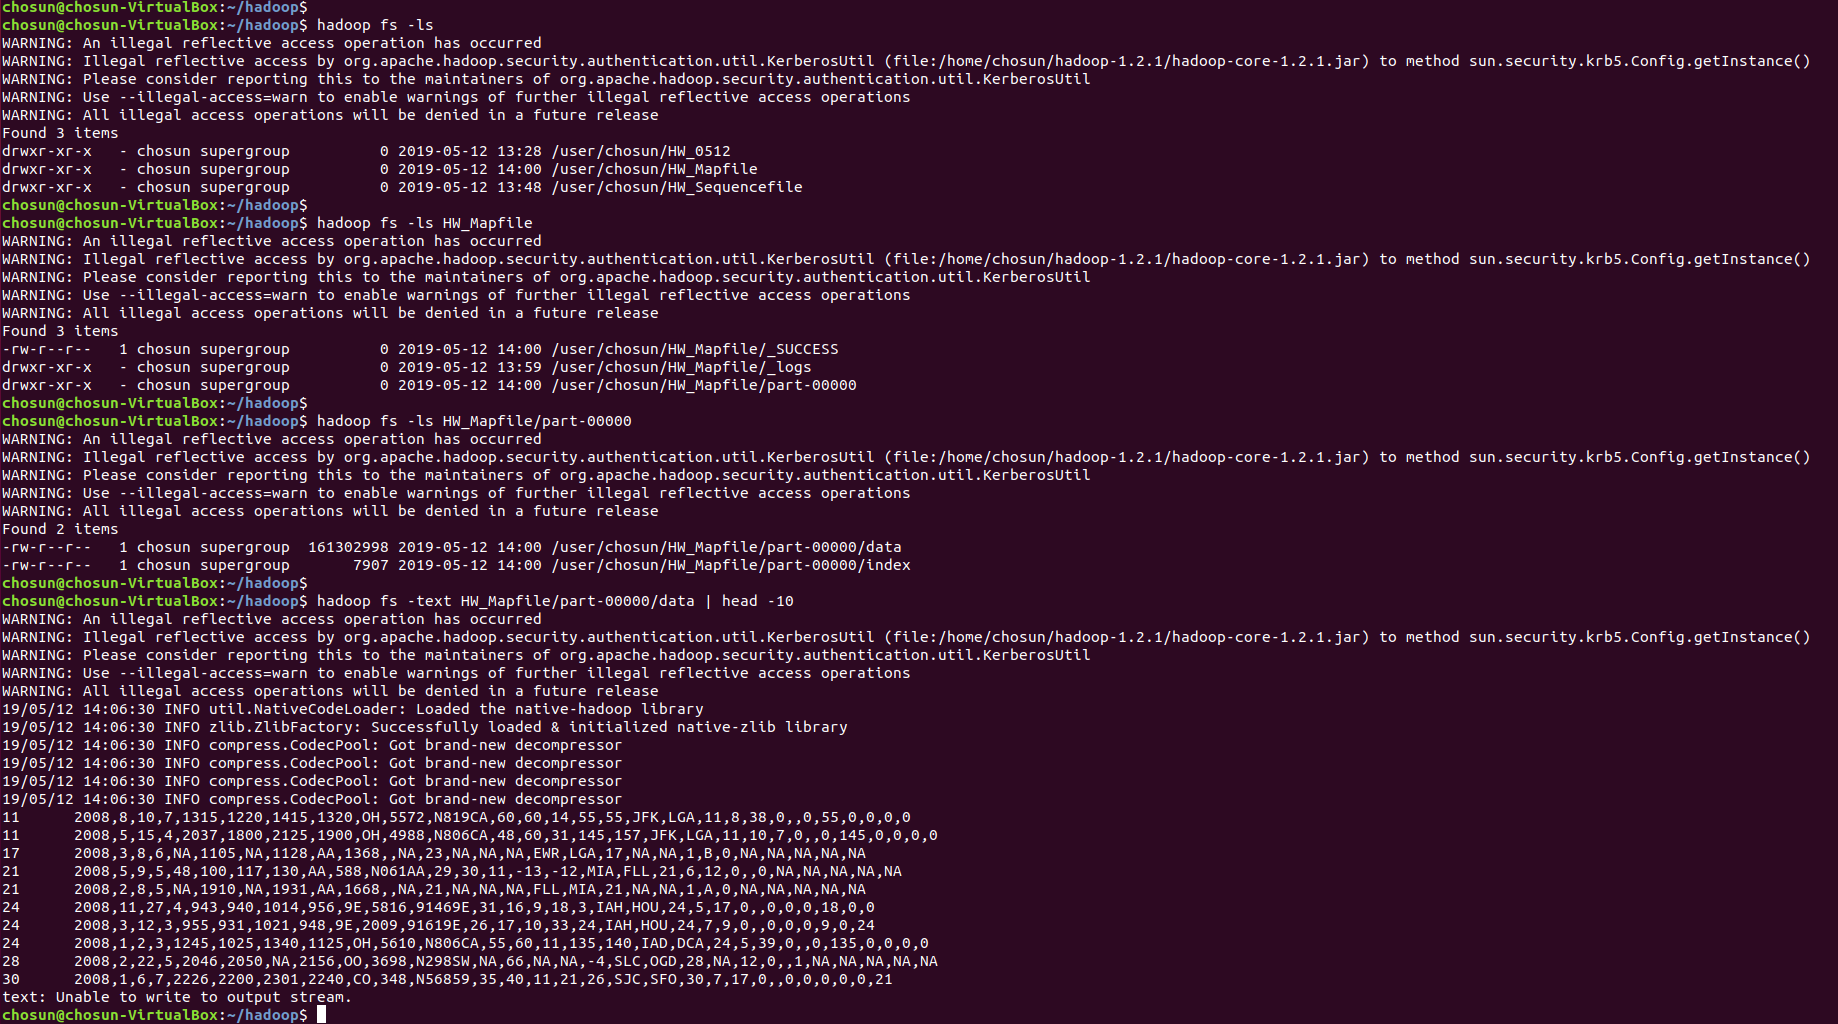 chosun@chosun-VirtualBox:~/hadoop$
chosun@chosun-VirtualBox:~/hadoop$ hadoop fs -ls
WARNING: An illegal reflective access operation has occurred
WARNING: Illegal reflective access by org.apache.hadoop.security.authentication.util.KerberosUtil (file:/home/chosun/hadoop-1.2.1/hadoop-core-1.2.1.jar) to method sun.security.krb5.Config.getInstance()
WARNING: Please consider reporting this to the maintainers of org.apache.hadoop.security.authentication.util.KerberosUtil
WARNING: Use --illegal-access=warn to enable warnings of further illegal reflective access operations
WARNING: All illegal access operations will be denied in a future release
Found 3 items
drwxr-xr-x   - chosun supergroup          0 2019-05-12 13:28 /user/chosun/HW_0512
drwxr-xr-x   - chosun supergroup          0 2019-05-12 14:00 /user/chosun/HW_Mapfile
drwxr-xr-x   - chosun supergroup          0 2019-05-12 13:48 /user/chosun/HW_Sequencefile
chosun@chosun-VirtualBox:~/hadoop$
chosun@chosun-VirtualBox:~/hadoop$ hadoop fs -ls HW_Mapfile
WARNING: An illegal reflective access operation has occurred
WARNING: Illegal reflective access by org.apache.hadoop.security.authentication.util.KerberosUtil (file:/home/chosun/hadoop-1.2.1/hadoop-core-1.2.1.jar) to method sun.security.krb5.Config.getInstance()
WARNING: Please consider reporting this to the maintainers of org.apache.hadoop.security.authentication.util.KerberosUtil
WARNING: Use --illegal-access=warn to enable warnings of further illegal reflective access operations
WARNING: All illegal access operations will be denied in a future release
Found 3 items
-rw-r--r--   1 chosun supergroup          0 2019-05-12 14:00 /user/chosun/HW_Mapfile/_SUCCESS
drwxr-xr-x   - chosun supergroup          0 2019-05-12 13:59 /user/chosun/HW_Mapfile/_logs
drwxr-xr-x   - chosun supergroup          0 2019-05-12 14:00 /user/chosun/HW_Mapfile/part-00000
chosun@chosun-VirtualBox:~/hadoop$
chosun@chosun-VirtualBox:~/hadoop$ hadoop fs -ls HW_Mapfile/part-00000
WARNING: An illegal reflective access operation has occurred
WARNING: Illegal reflective access by org.apache.hadoop.security.authentication.util.KerberosUtil (file:/home/chosun/hadoop-1.2.1/hadoop-core-1.2.1.jar) to method sun.security.krb5.Config.getInstance()
WARNING: Please consider reporting this to the maintainers of org.apache.hadoop.security.authentication.util.KerberosUtil
WARNING: Use --illegal-access=warn to enable warnings of further illegal reflective access operations
WARNING: All illegal access operations will be denied in a future release
Found 2 items
-rw-r--r--   1 chosun supergroup  161302998 2019-05-12 14:00 /user/chosun/HW_Mapfile/part-00000/data
-rw-r--r--   1 chosun supergroup       7907 2019-05-12 14:00 /user/chosun/HW_Mapfile/part-00000/index
chosun@chosun-VirtualBox:~/hadoop$
chosun@chosun-VirtualBox:~/hadoop$ hadoop fs -text HW_Mapfile/part-00000/data | head -10
WARNING: An illegal reflective access operation has occurred
WARNING: Illegal reflective access by org.apache.hadoop.security.authentication.util.KerberosUtil (file:/home/chosun/hadoop-1.2.1/hadoop-core-1.2.1.jar) to method sun.security.krb5.Config.getInstance()
WARNING: Please consider reporting this to the maintainers of org.apache.hadoop.security.authentication.util.KerberosUtil
WARNING: Use --illegal-access=warn to enable warnings of further illegal reflective access operations
WARNING: All illegal access operations will be denied in a future release
19/05/12 14:06:30 INFO util.NativeCodeLoader: Loaded the native-hadoop library
19/05/12 14:06:30 INFO zlib.ZlibFactory: Successfully loaded & initialized native-zlib library
19/05/12 14:06:30 INFO compress.CodecPool: Got brand-new decompressor
19/05/12 14:06:30 INFO compress.CodecPool: Got brand-new decompressor
19/05/12 14:06:30 INFO compress.CodecPool: Got brand-new decompressor
19/05/12 14:06:30 INFO compress.CodecPool: Got brand-new decompressor
11      2008,8,10,7,1315,1220,1415,1320,OH,5572,N819CA,60,60,14,55,55,JFK,LGA,11,8,38,0,,0,55,0,0,0,0
11      2008,5,15,4,2037,1800,2125,1900,OH,4988,N806CA,48,60,31,145,157,JFK,LGA,11,10,7,0,,0,145,0,0,0,0
17      2008,3,8,6,NA,1105,NA,1128,AA,1368,,NA,23,NA,NA,NA,EWR,LGA,17,NA,NA,1,B,0,NA,NA,NA,NA,NA
21      2008,5,9,5,48,100,117,130,AA,588,N061AA,29,30,11,-13,-12,MIA,FLL,21,6,12,0,,0,NA,NA,NA,NA,NA
21      2008,2,8,5,NA,1910,NA,1931,AA,1668,,NA,21,NA,NA,NA,FLL,MIA,21,NA,NA,1,A,0,NA,NA,NA,NA,NA
24      2008,11,27,4,943,940,1014,956,9E,5816,91469E,31,16,9,18,3,IAH,HOU,24,5,17,0,,0,0,0,18,0,0
24      2008,3,12,3,955,931,1021,948,9E,2009,91619E,26,17,10,33,24,IAH,HOU,24,7,9,0,,0,0,0,9,0,24
24      2008,1,2,3,1245,1025,1340,1125,OH,5610,N806CA,55,60,11,135,140,IAD,DCA,24,5,39,0,,0,135,0,0,0,0
28      2008,2,22,5,2046,2050,NA,2156,OO,3698,N298SW,NA,66,NA,NA,-4,SLC,OGD,28,NA,12,0,,1,NA,NA,NA,NA,NA
30      2008,1,6,7,2226,2200,2301,2240,CO,348,N56859,35,40,11,21,26,SJC,SFO,30,7,17,0,,0,0,0,0,0,21
text: Unable to write to output stream.
chosun@chosun-VirtualBox:~/hadoop$